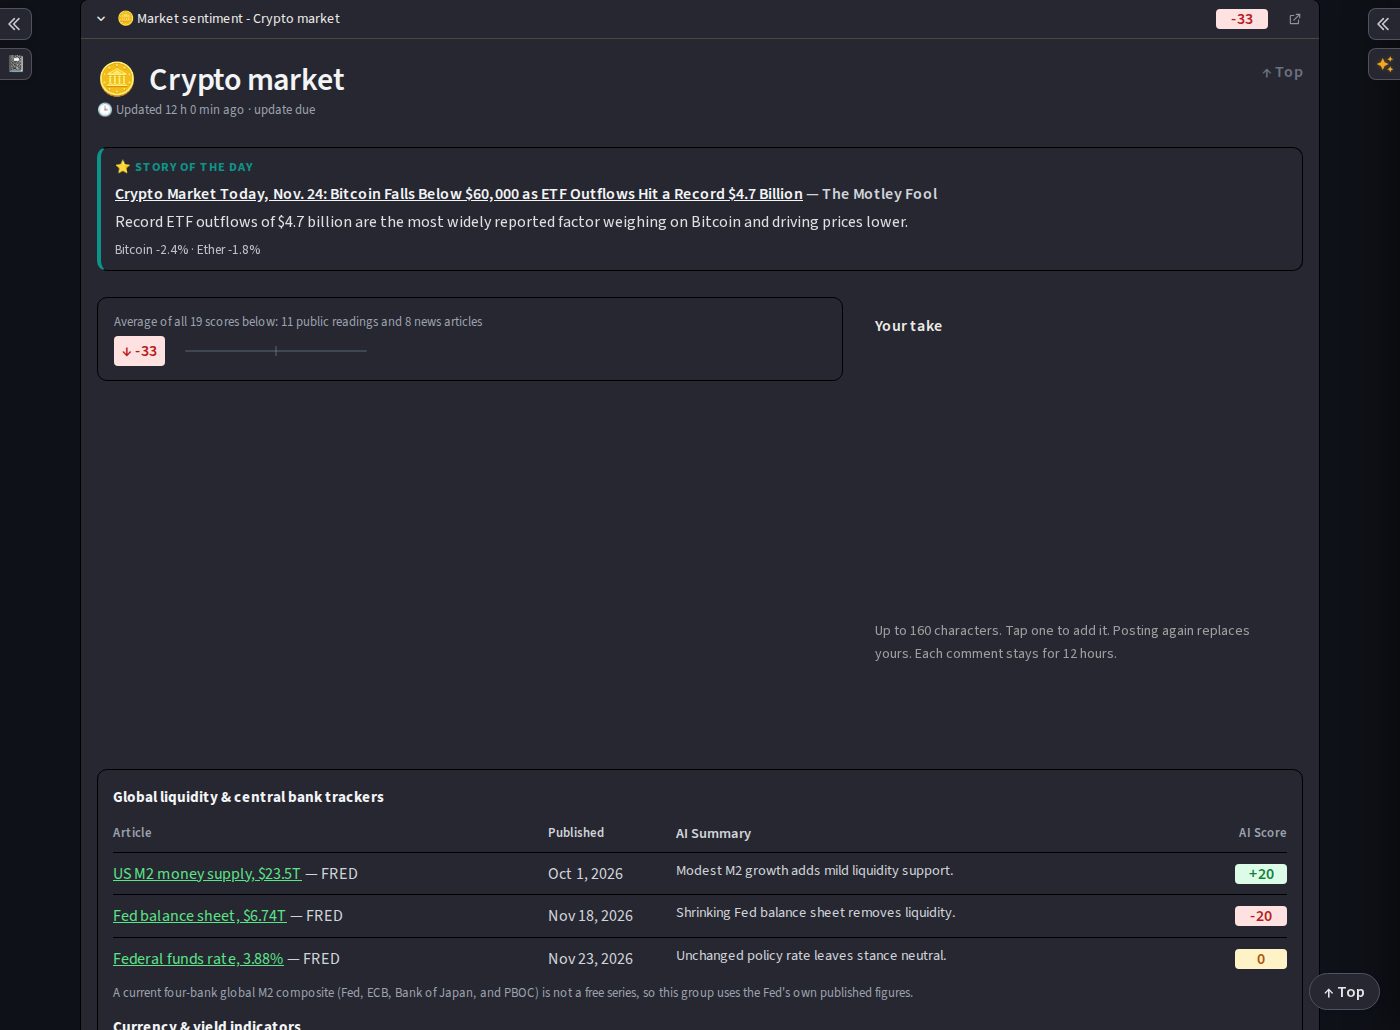 Market sentiment - Crypto market
-33
Crypto market
↑ Top
Updated 12 h 0 min ago · update due
STORY OF THE DAY
Crypto Market Today, Nov. 24: Bitcoin Falls Below $60,000 as ETF Outflows Hit a Record $4.7 Billion — The Motley Fool
Record ETF outflows of $4.7 billion are the most widely reported factor weighing on Bitcoin and driving prices lower.
Bitcoin -2.4% · Ether -1.8%
Average of all 19 scores below: 11 public readings and 8 news articles
↓ -33
Your take
Up to 160 characters. Tap one to add it. Posting again replaces
yours. Each comment stays for 12 hours.
Global liquidity & central bank trackers
Article Published AI Summary AI Score
US M2 money supply, $23.5T — FRED Oct 1, 2026 Modest M2 growth adds mild liquidity support. +20
Fed balance sheet, $6.74T — FRED Nov 18, 2026 Shrinking Fed balance sheet removes liquidity. -20
Federal funds rate, 3.88% — FRED Nov 23, 2026 Unchanged policy rate leaves stance neutral. 0
A current four-bank global M2 composite (Fed, ECB, Bank of Japan, and PBOC) is not a free series, so this group uses the Fed's own published figures.
↑ Top
Currency & yield indicators